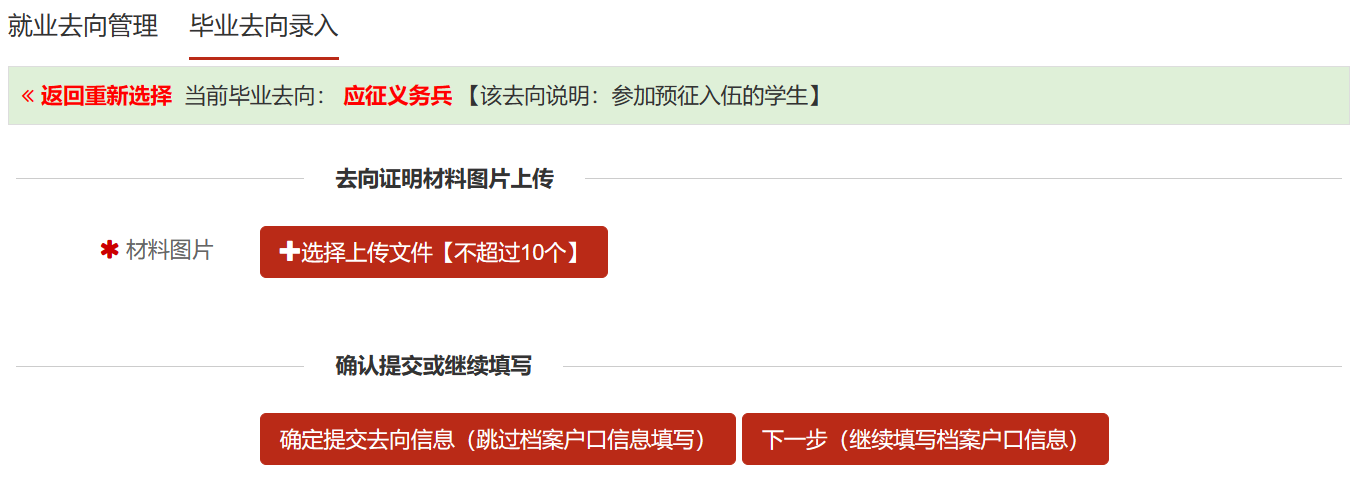 就业去向管理 毕业去向录入
« 返回重新选择 当前毕业去向： 应征义务兵 【该去向说明：参加预征入伍的学生】
去向证明材料图片上传
✱ 材料图片 ✚选择上传文件【不超过10个】
确认提交或继续填写
确定提交去向信息（跳过档案户口信息填写） 下一步（继续填写档案户口信息）